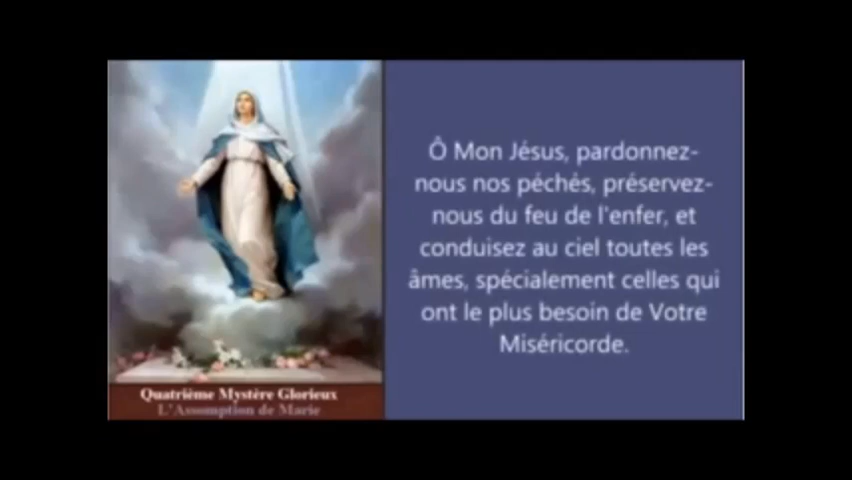 Ô Mon Jésus, pardonnez-
nous nos péchés, préservez-
nous du feu de l'enfer, et
conduisez au ciel toutes les
âmes, spécialement celles qui
ont le plus besoin de Votre
Miséricorde.
Quatrième Mystère Glorieux
L'Assomption de Marie